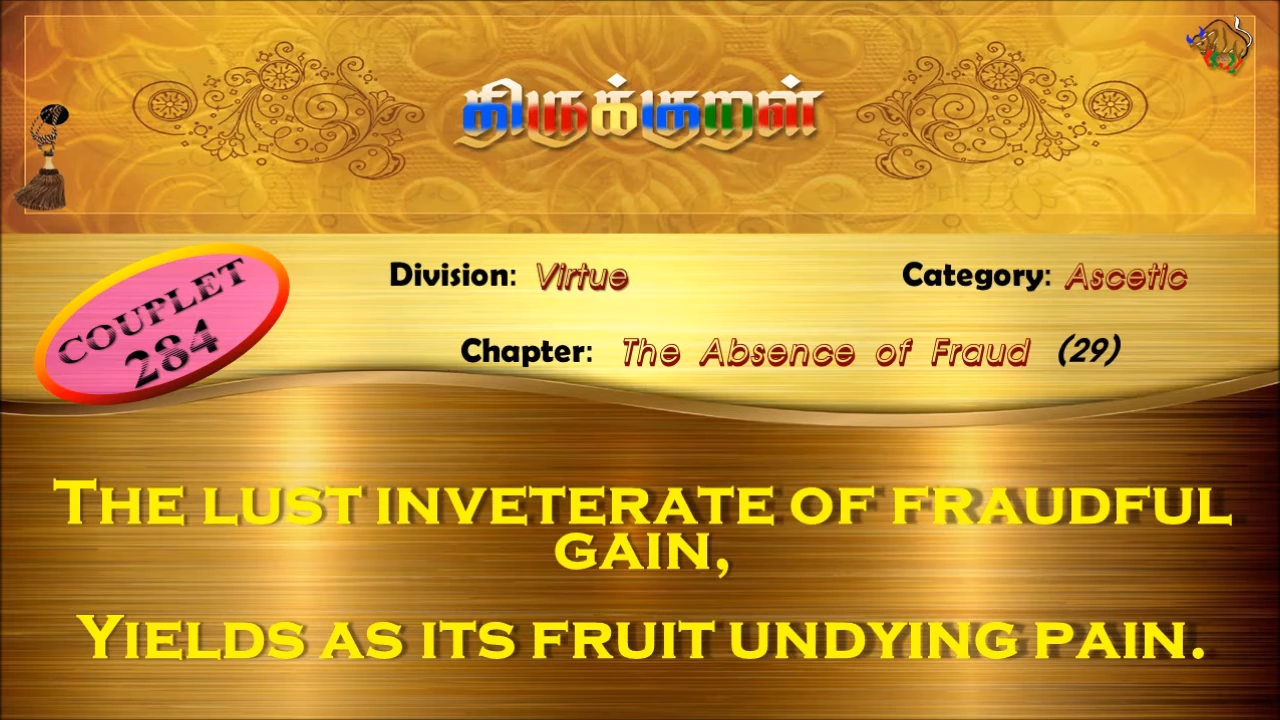 திருக்குறள்
COUPLET
284
Division: Virtue
Category: Ascetic
Chapter: The Absence of Fraud (29)
THE LUST INVETERATE OF FRAUDFUL
GAIN,
YIELDS AS ITS FRUIT UNDYING PAIN.